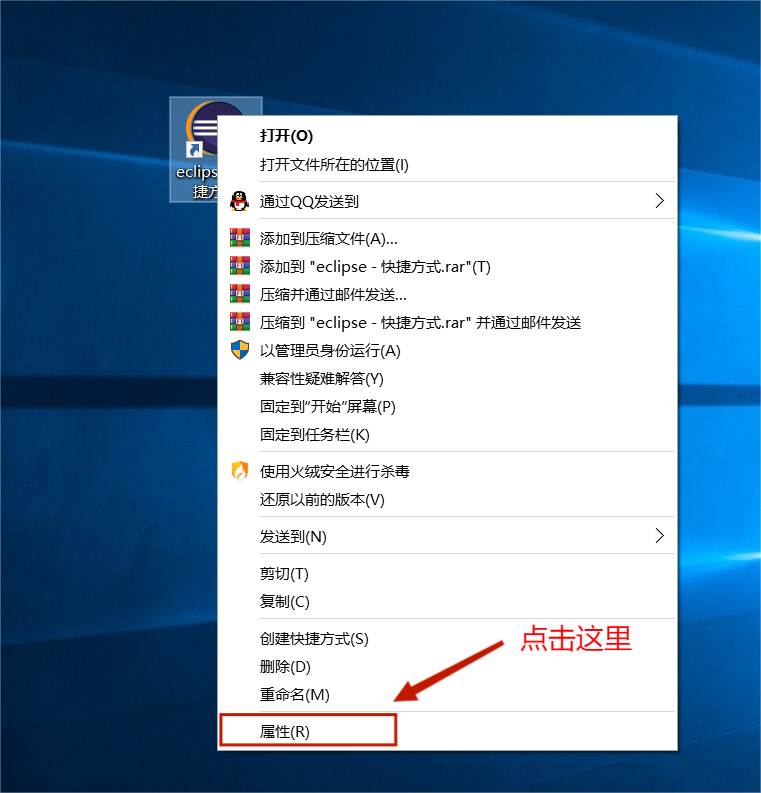 eclips
捷方
打开(O)
打开文件所在的位置(I)
通过QQ发送到
添加到压缩文件(A)...
添加到 "eclipse - 快捷方式.rar"(T)
压缩并通过邮件发送...
压缩到 "eclipse - 快捷方式.rar" 并通过邮件发送
以管理员身份运行(A)
兼容性疑难解答(Y)
固定到"开始"屏幕(P)
固定到任务栏(K)
使用火绒安全进行杀毒
还原以前的版本(V)
发送到(N)
剪切(T)
复制(C)
创建快捷方式(S)
点击这里
删除(D)
重命名(M)
属性(R)